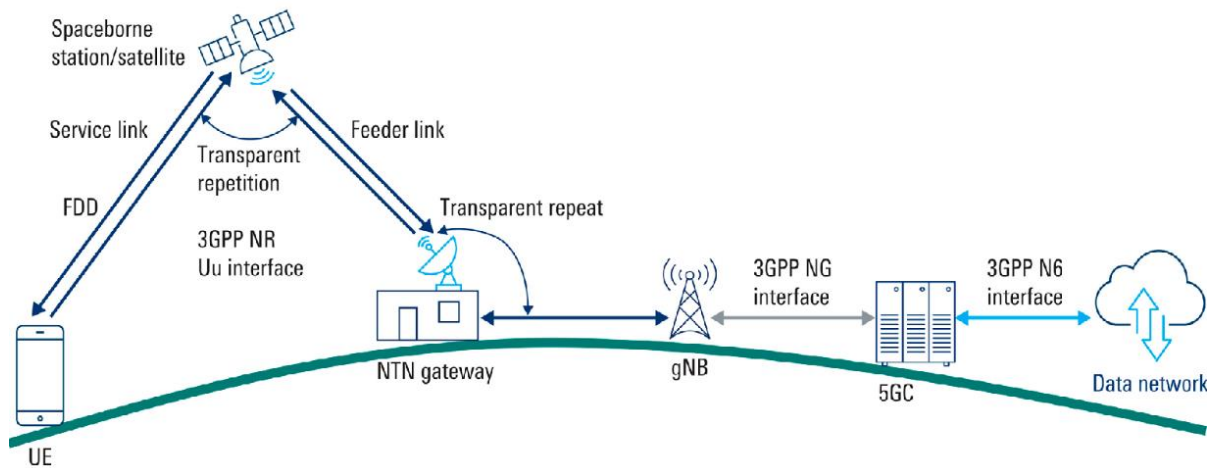 Spaceborne
station/satellite
Service link
Feeder link
Transparent
repetition
FDD
Transparent repeat
3GPP NR
Uu interface
3GPP NG
interface
3GPP N6
interface
NTN gateway
gNB
5GC
Data network
UE